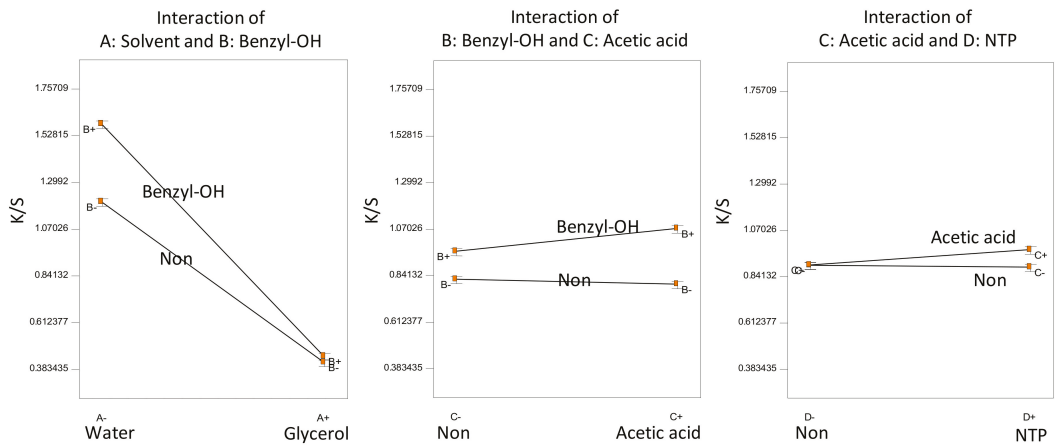 Interaction of
A: Solvent and B: Benzyl-OH
K/S
1.75709
1.52815
1.2992
1.07026
0.84132
0.612377
0.383435
B+
B-
Benzyl-OH
Non
B+
B-
A-
A+
Water
Glycerol
Interaction of
B: Benzyl-OH and C: Acetic acid
K/S
1.75709
1.52815
1.2992
1.07026
0.84132
0.612377
0.383435
B+
B-
Benzyl-OH
Non
B+
B-
C-
C+
Non
Acetic acid
Interaction of
C: Acetic acid and D: NTP
K/S
1.75709
1.52815
1.2992
1.07026
0.84132
0.612377
0.383435
Acetic acid
Non
C+
C-
D-
D+
Non
NTP